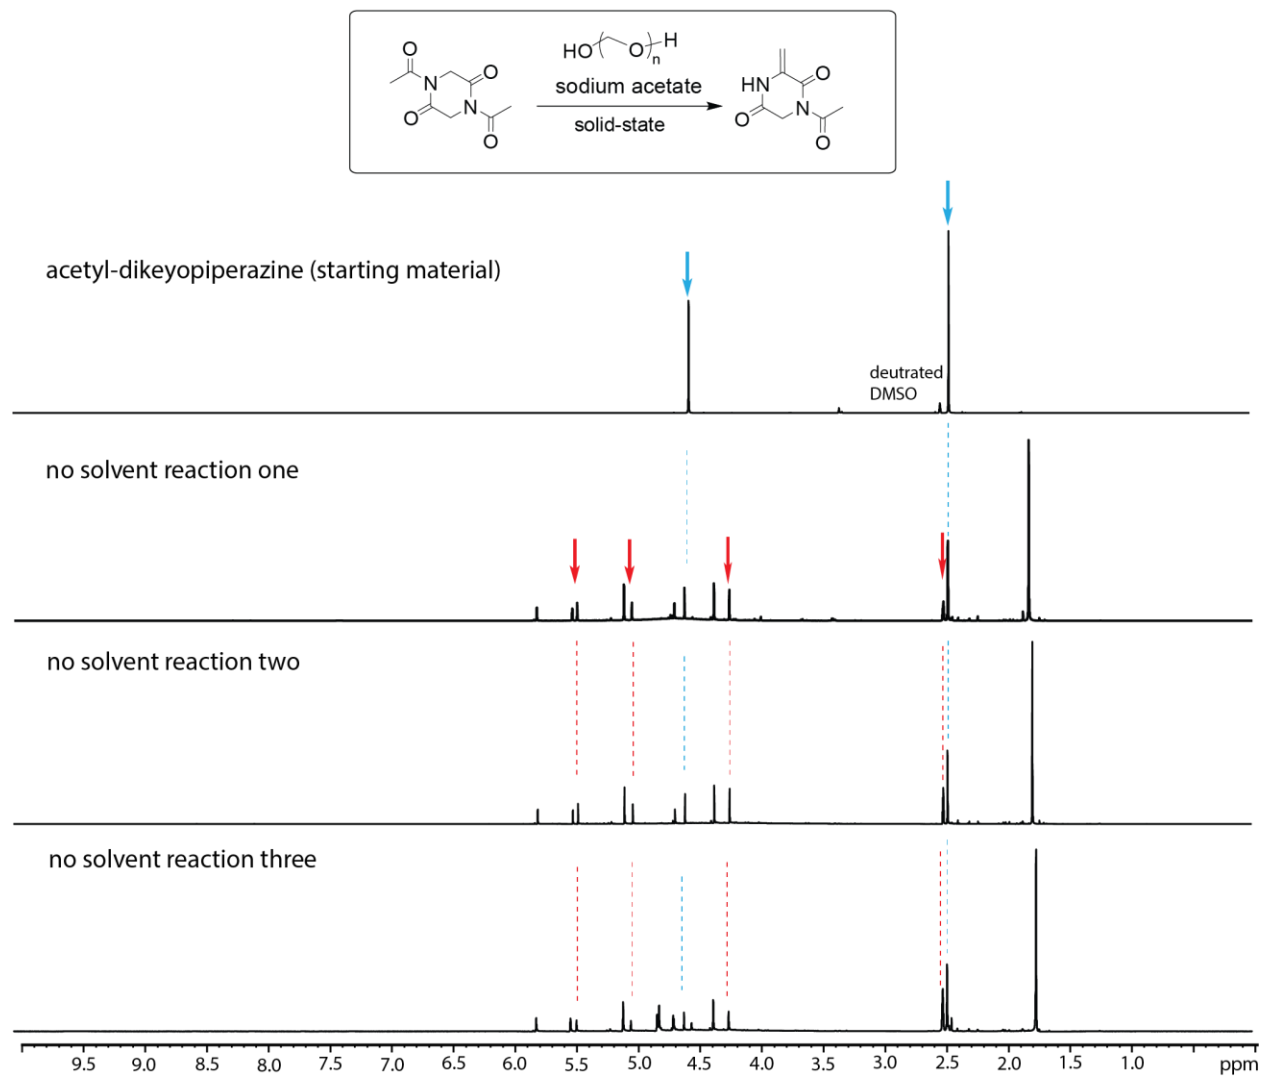 O
N
O
O
N
O
HO
O
H
n
sodium acetate
solid-state
HN
O
O
N
O
acetyl-dikeyopiperazine (starting material)
deutrated
DMSO
no solvent reaction one
no solvent reaction two
no solvent reaction three
9.5 9.0 8.5 8.0 7.0 6.5 6.0 5.5 5.0 4.5 4.0 3.5 3.0 2.5 2.0 1.5 1.0 ppm